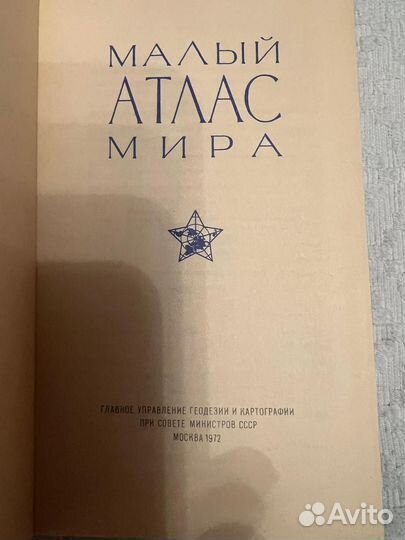 МАЛЫЙ
АТЛАС
МИРА
ГЛАВНОЕ УПРАВЛЕНИЕ ГЕОДЕЗИИ И КАРТОГРАФИИ
ПРИ СОВЕТЕ МИНИСТРОВ СССР
МОСКВА 1972
Avito